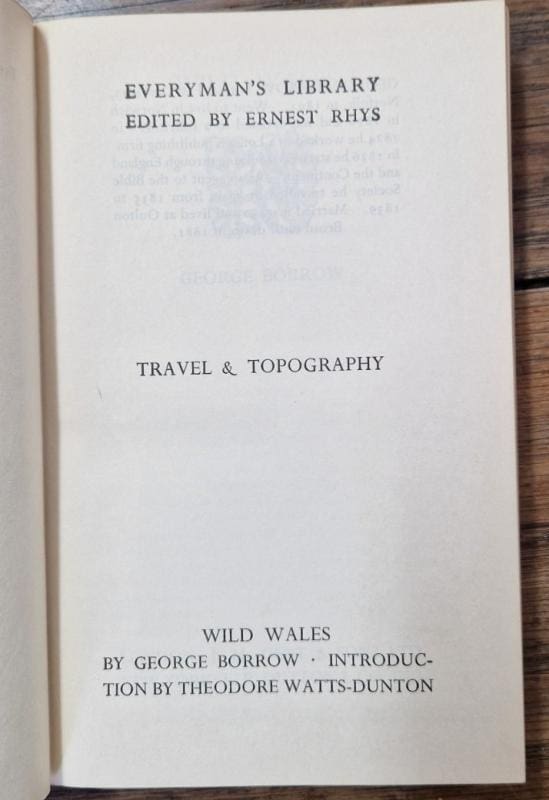 EVERYMAN'S LIBRARY
EDITED BY ERNEST RHYS
TRAVEL & TOPOGRAPHY
WILD WALES
BY GEORGE BORROW · INTRODUC-
TION BY THEODORE WATTS-DUNTON